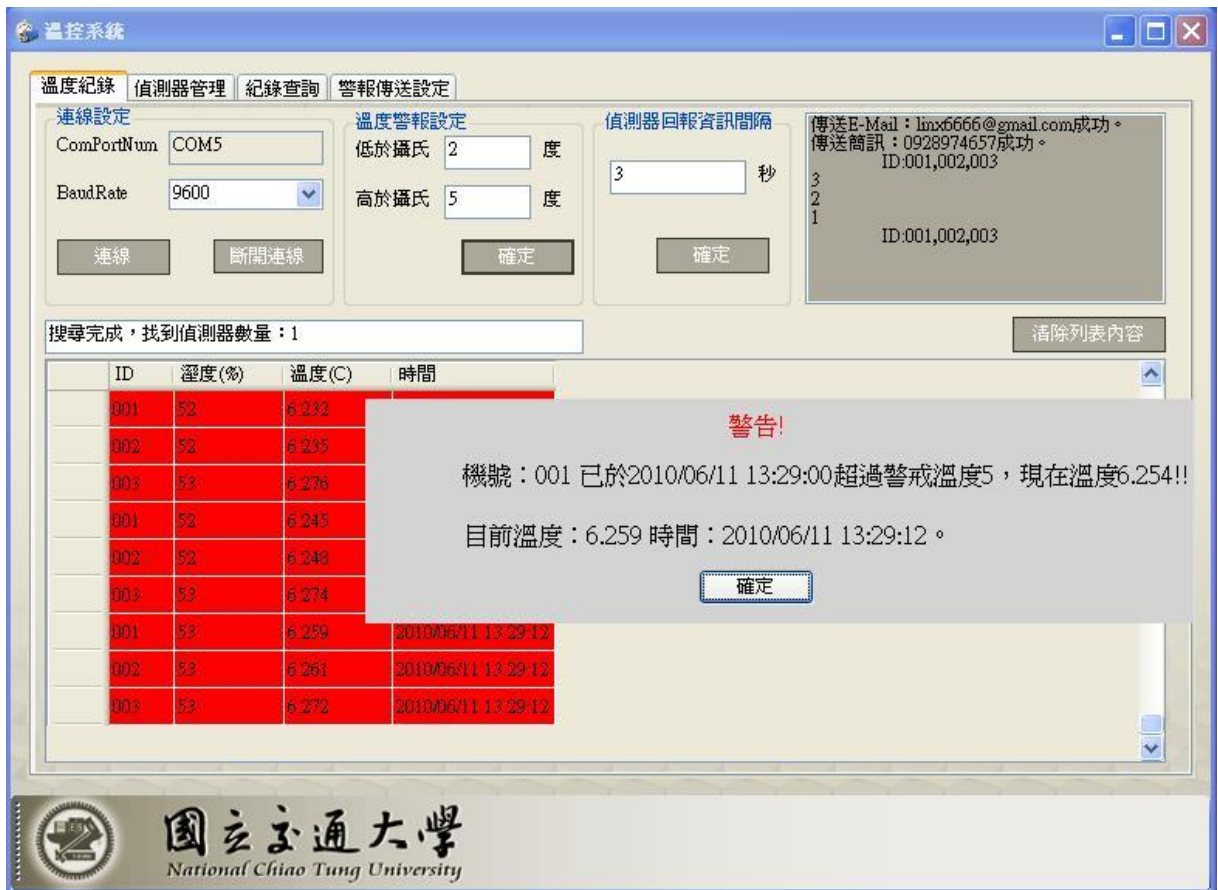 溫控系統
溫度紀錄 偵測器管理 紀錄查詢 警報傳送設定
連線設定
ComPortNum COM5
BaudRate 9600
連線 斷開連線
溫度警報設定
低於攝氏 2 度
高於攝氏 5 度
確定
偵測器回報資訊間隔
3 秒
確定
傳送E-Mail：linx6666@gmail.com成功。
傳送簡訊：0928974657成功。
ID:001,002,003
3
2
1
ID:001,002,003
搜尋完成，找到偵測器數量：1
清除列表內容
ID 溼度(%) 溫度(C) 時間
001 52 6.232
002 52 6.235
003 53 6.276
001 52 6.245
002 52 6.248
003 53 6.274
001 53 6.259 2010/06/11 13:29:12
002 53 6.261 2010/06/11 13:29:12
003 53 6.272 2010/06/11 13:29:12
警告!
機號：001 已於2010/06/11 13:29:00超過警戒溫度5，現在溫度6.254!!
目前溫度：6.259 時間：2010/06/11 13:29:12。
確定
國立交通大學
National Chiao Tung University